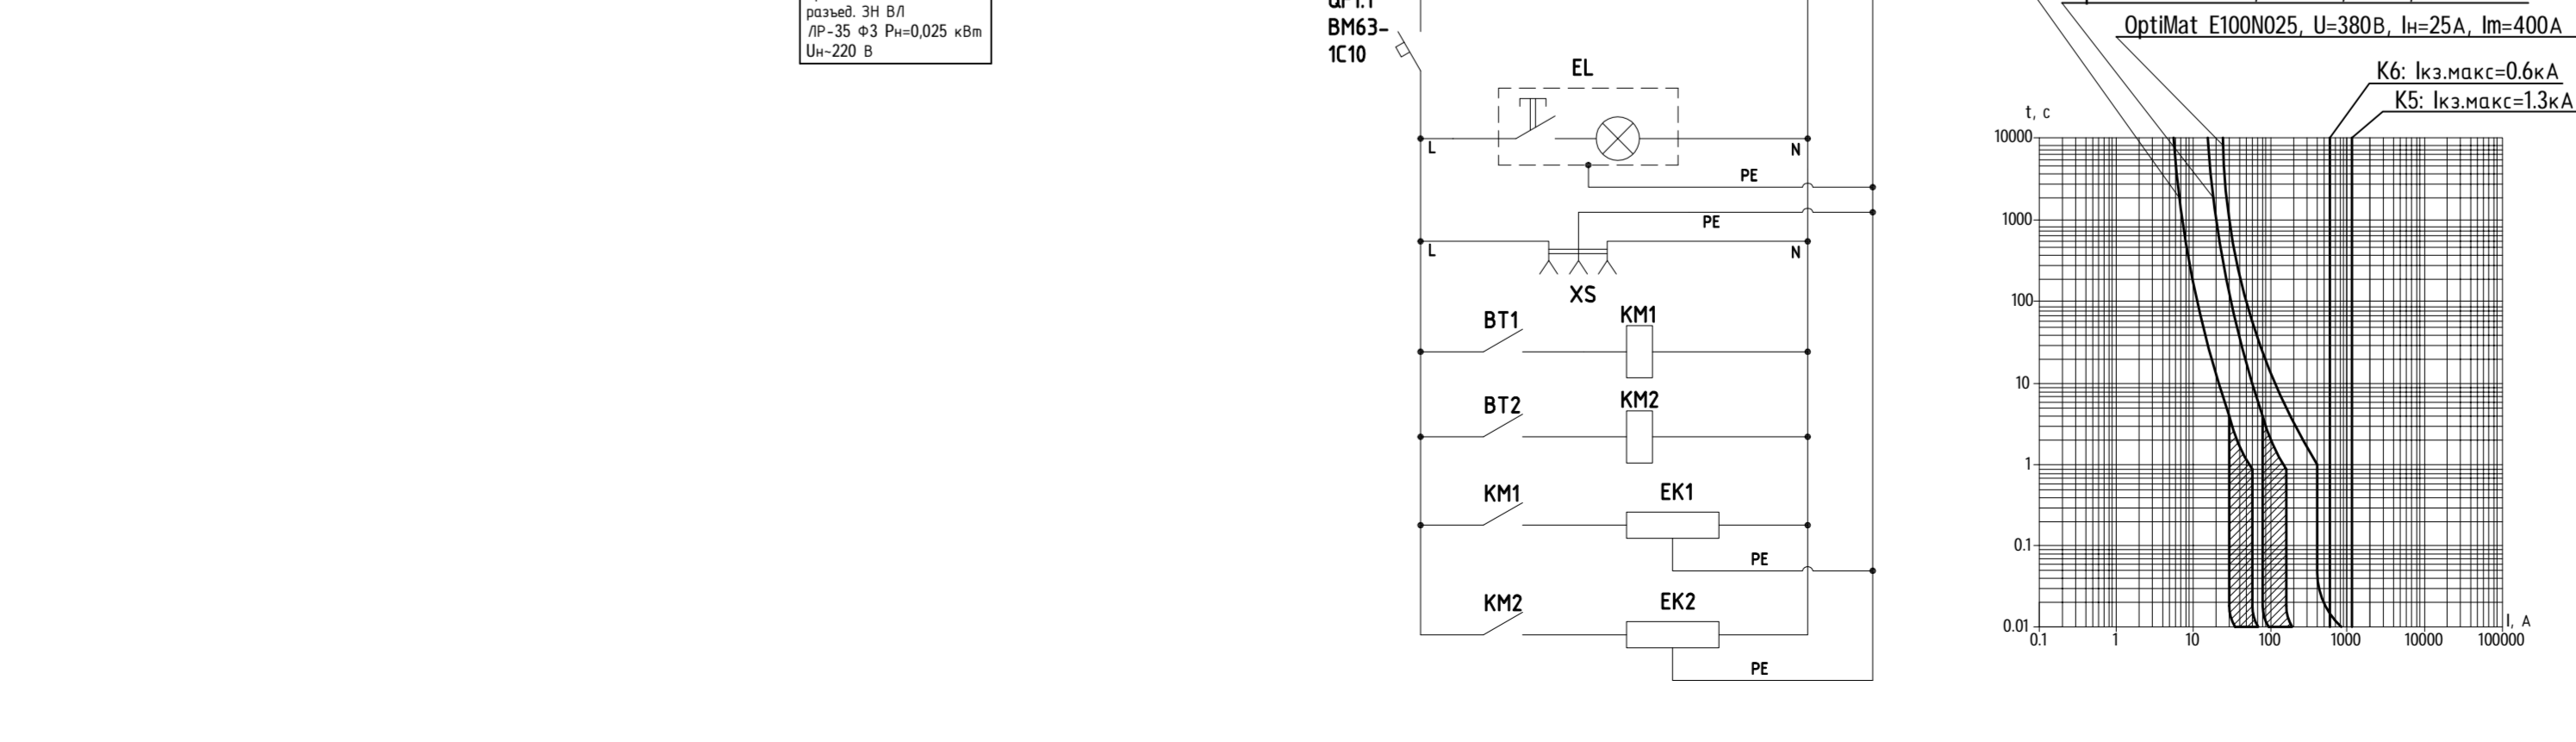 разъед. ЗН ВЛ
ЛР-35 Ф3 Рн=0,025 кВт
Uн~220 В
ВМ63-
1С10
EL
L
N
PE
PE
L
N
XS
BT1
KM1
BT2
KM2
KM1
EK1
PE
KM2
EK2
PE
OptiMat E100N025, U=380В, Iн=25А, Im=400А
К6: Iкз.макс=0.6кА
К5: Iкз.макс=1.3кА
t, с
10000
1000
100
10
1
0.1
0.01
I, А
0.1
1
10
100
1000
10000
100000